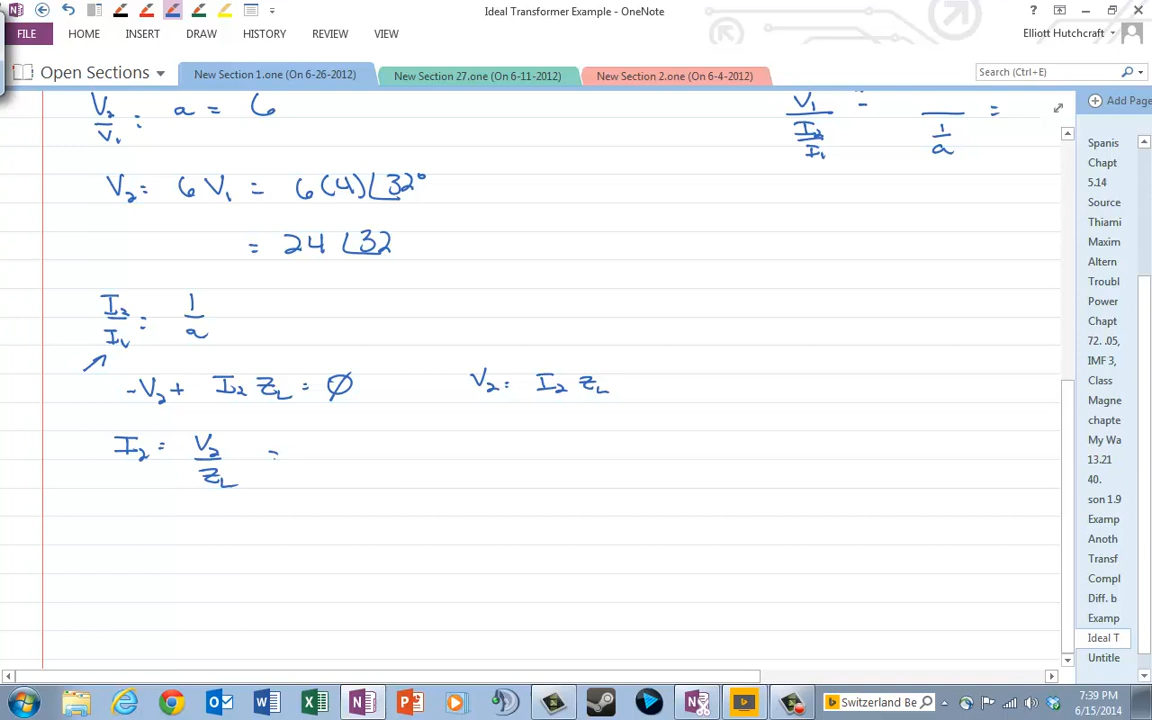 Ideal Transformer Example - OneNote
FILE HOME INSERT DRAW HISTORY REVIEW VIEW
Elliott Hutchcraft
Open Sections
New Section 1.one (On 6-26-2012)
New Section 27.one (On 6-11-2012)
New Section 2.one (On 6-4-2012)
Search (Ctrl+E)
Add Page
V2/V1 = a = 6
V1 / (I2/I1) = / (1/a) =
V2 = 6 V1 = 6(4)∠32°
= 24∠32
I2/I1 = 1/a
-V2 + I2 ZL = ∅
V2 = I2 ZL
I2 = V2/ZL =
Spanis
Chapt
5.14
Source
Thiami
Maxim
Altern
Troubl
Power
Chapt
72. .05,
IMF 3,
Class
Magne
chapte
My Wa
13.21
40.
son 1.9
Examp
Anoth
Transf
Compl
Diff. b
Examp
Ideal T
Untitle
Switzerland Be
7:39 PM
6/15/2014